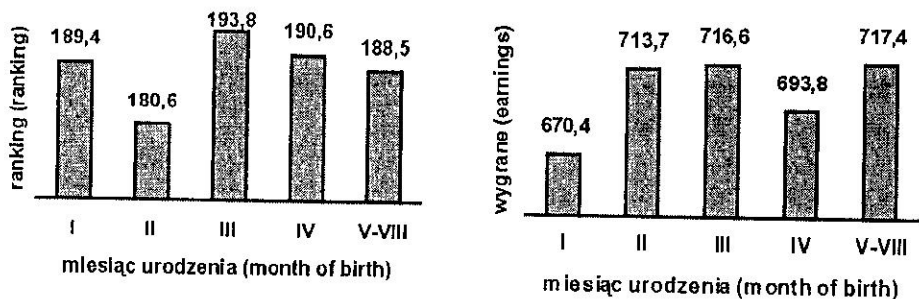 ranking (ranking)
189,4
180,6
193,8
190,6
188,5
I
II
III
IV
V-VIII
miesiąc urodzenia (month of birth)
wygrane (earnings)
670,4
713,7
716,6
693,8
717,4
I
II
III
IV
V-VIII
miesiąc urodzenia (month of birth)